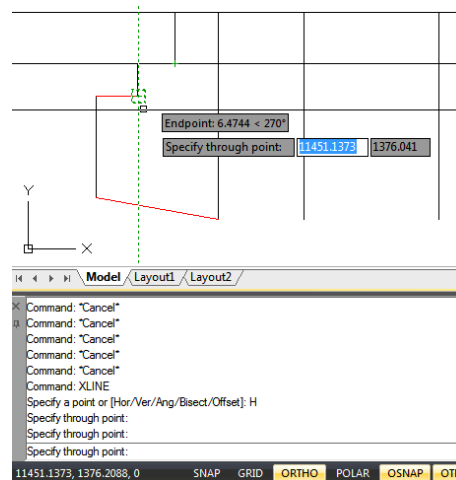 Endpoint: 6.4744 < 270°
Specify through point: 11451.1373 1376.041
Y
X
Model Layout1 Layout2
Command: *Cancel*
Command: *Cancel*
Command: *Cancel*
Command: *Cancel*
Command: *Cancel*
Command: XLINE
Specify a point or [Hor/Ver/Ang/Bisect/Offset]: H
Specify through point:
Specify through point:
Specify through point:
11451.1373, 1376.2088, 0 SNAP GRID ORTHO POLAR OSNAP